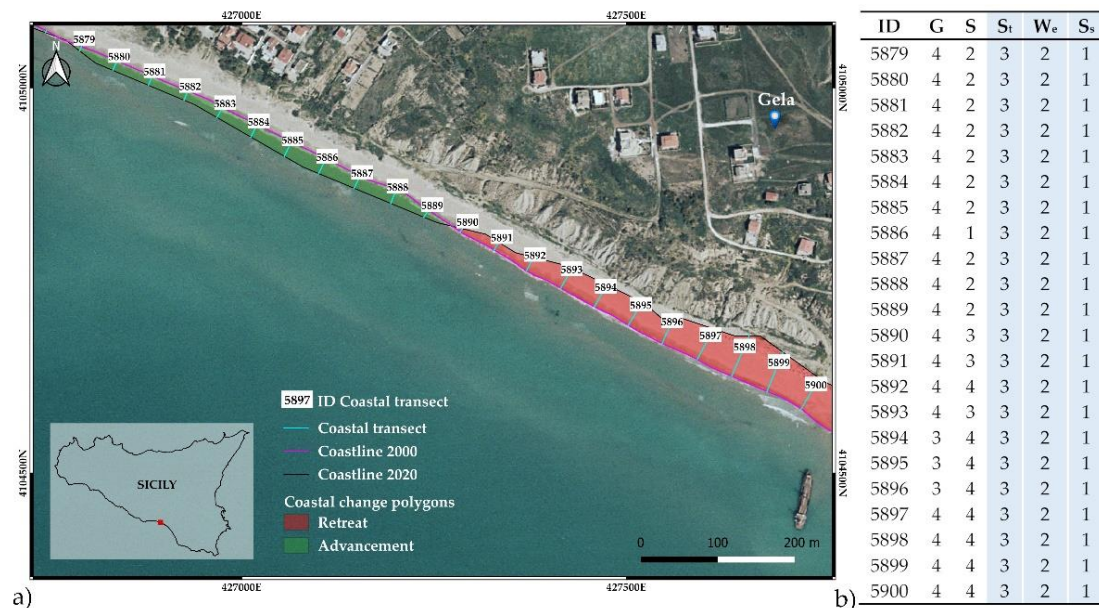 427000E
427500E
N
4105000N
4105000N
5879
5880
5881
5882
5883
5884
5885
5886
5887
5888
5889
5890
5891
5892
5893
5894
5895
5896
5897
5898
5899
5900
Gela
5897 ID Coastal transect
Coastal transect
Coastline 2000
Coastline 2020
Coastal change polygons
Retreat
Advancement
SICILY
4104500N
4104500N
0 100 200 m
427000E
427500E
a)
b)
ID G S St We Ss
5879 4 2 3 2 1
5880 4 2 3 2 1
5881 4 2 3 2 1
5882 4 2 3 2 1
5883 4 2 3 2 1
5884 4 2 3 2 1
5885 4 2 3 2 1
5886 4 1 3 2 1
5887 4 2 3 2 1
5888 4 2 3 2 1
5889 4 2 3 2 1
5890 4 3 3 2 1
5891 4 3 3 2 1
5892 4 4 3 2 1
5893 4 3 3 2 1
5894 3 4 3 2 1
5895 3 4 3 2 1
5896 3 4 3 2 1
5897 4 4 3 2 1
5898 4 4 3 2 1
5899 4 4 3 2 1
5900 4 4 3 2 1